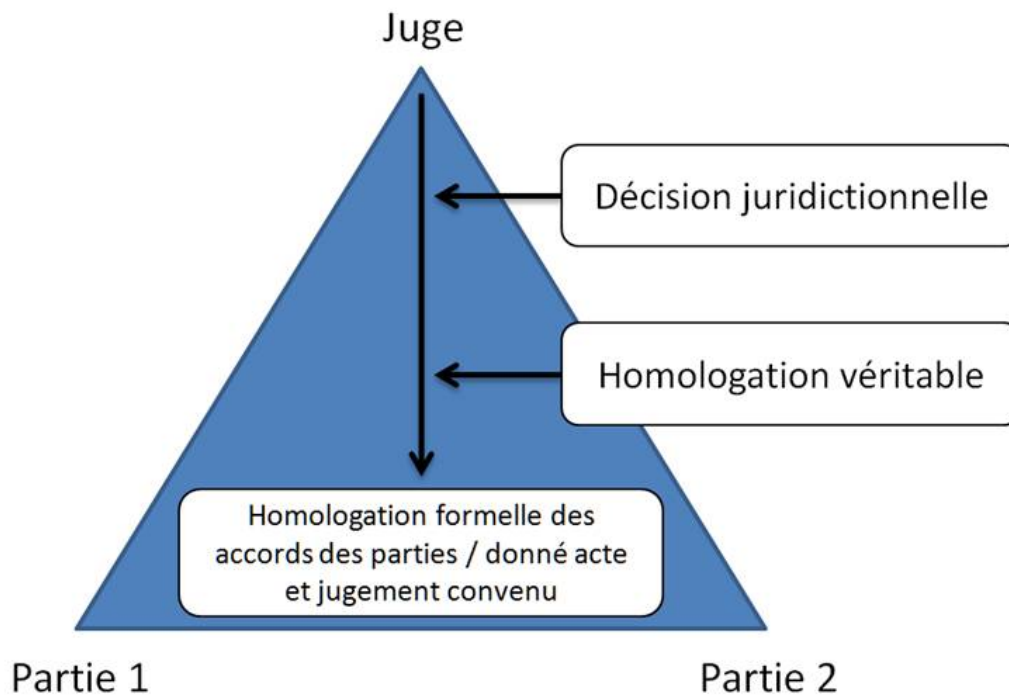 Juge
Décision juridictionnelle
Homologation véritable
Homologation formelle des
accords des parties / donné acte
et jugement convenu
Partie 1
Partie 2